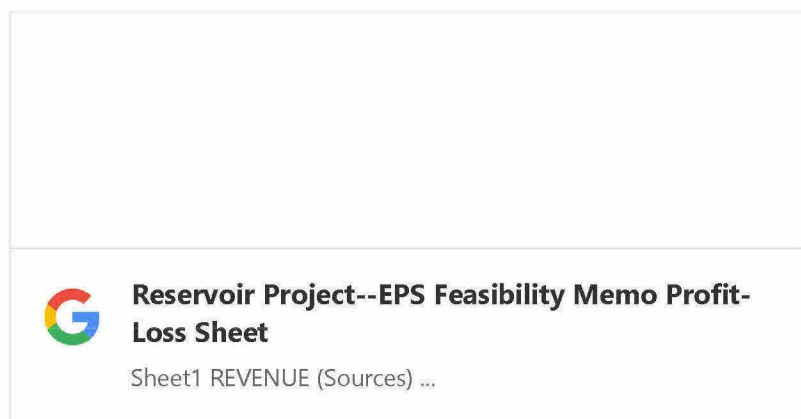 Reservoir Project--EPS Feasibility Memo Profit-
Loss Sheet
Sheet1 REVENUE (Sources) ...